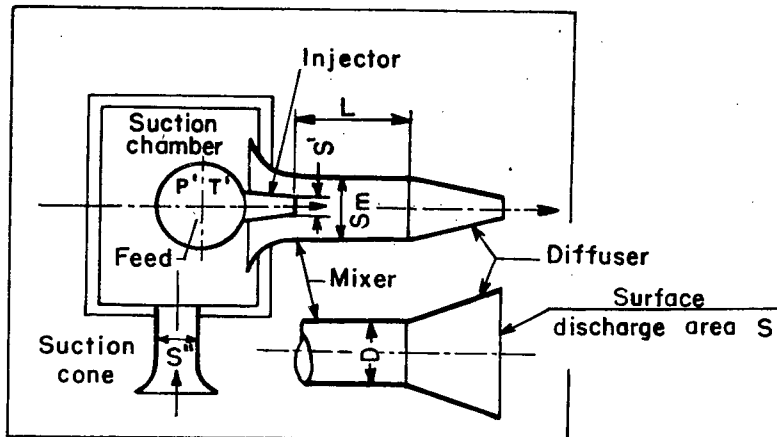 Injector
L
Suction
chamber
S'
P' T'
Sm
Feed
Mixer
Diffuser
Surface
discharge area S
D
Suction
cone
S"